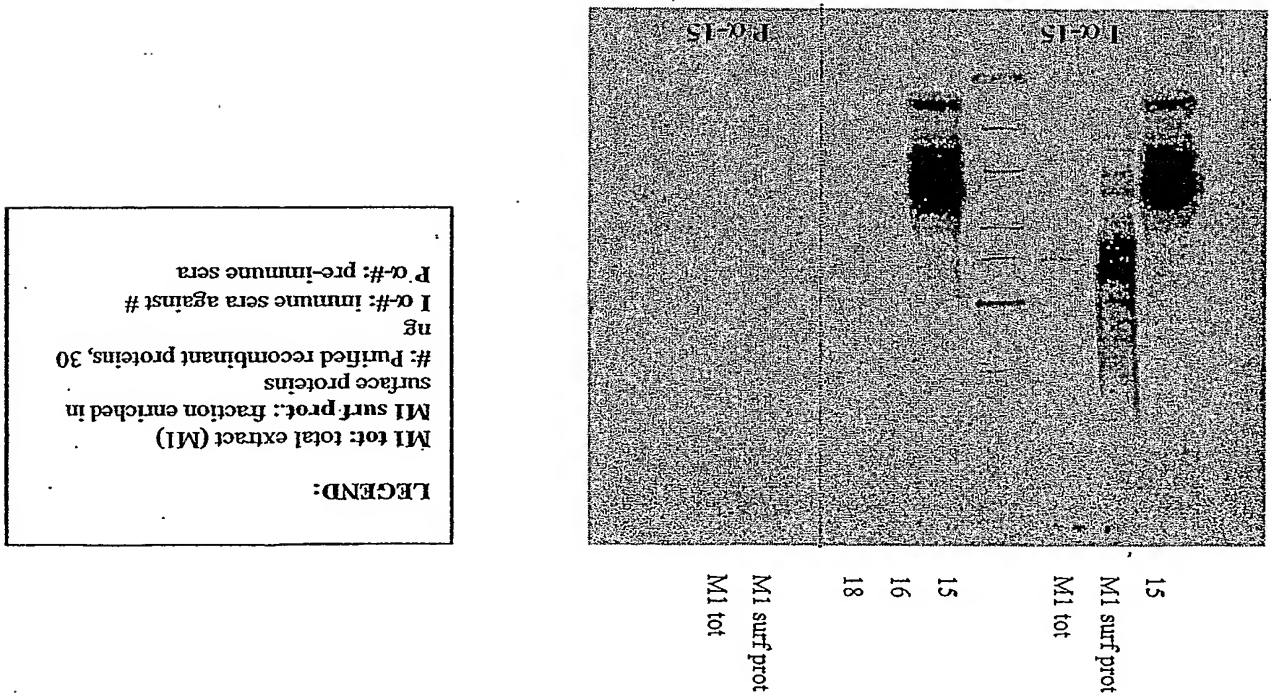 15
M1 surf prot
M1 tot
15
16
18
M1 surf prot
M1 tot
I α-15
P α-15
LEGEND:
M1 tot: total extract (M1)
M1 surf prot.: fraction enriched in
surface proteins
#: Purified recombinant proteins, 30
ng
I α-#: immune sera against #
P α-#: pre-immune sera